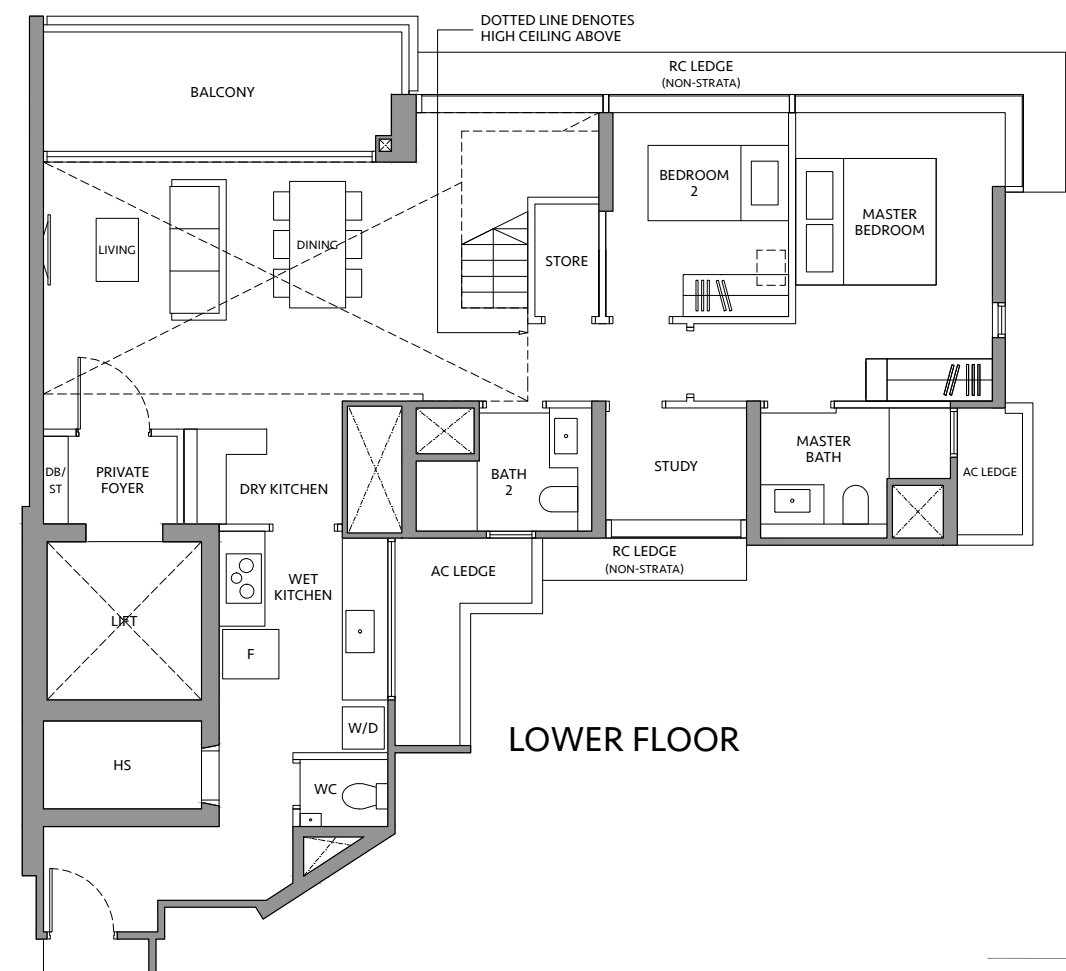 DOTTED LINE DENOTES
HIGH CEILING ABOVE
RC LEDGE
(NON-STRATA)
BALCONY
BEDROOM
2
MASTER
BEDROOM
LIVING
DINING
STORE
DB/
ST
PRIVATE
FOYER
DRY KITCHEN
BATH
2
STUDY
MASTER
BATH
AC LEDGE
RC LEDGE
(NON-STRATA)
AC LEDGE
WET
KITCHEN
LIFT
F
W/D
LOWER FLOOR
HS
WC